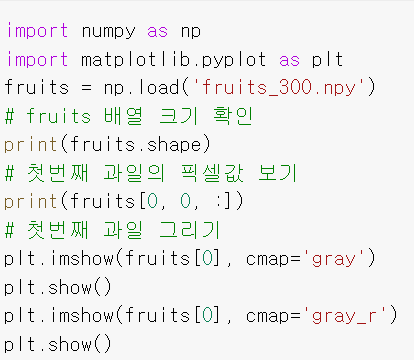 import numpy as np
import matplotlib.pyplot as plt
fruits = np.load('fruits_300.npy')
# fruits 배열 크기 확인
print(fruits.shape)
# 첫번째 과일의 픽셀값 보기
print(fruits[0, 0, :])
# 첫번째 과일 그리기
plt.imshow(fruits[0], cmap='gray')
plt.show()
plt.imshow(fruits[0], cmap='gray_r')
plt.show()